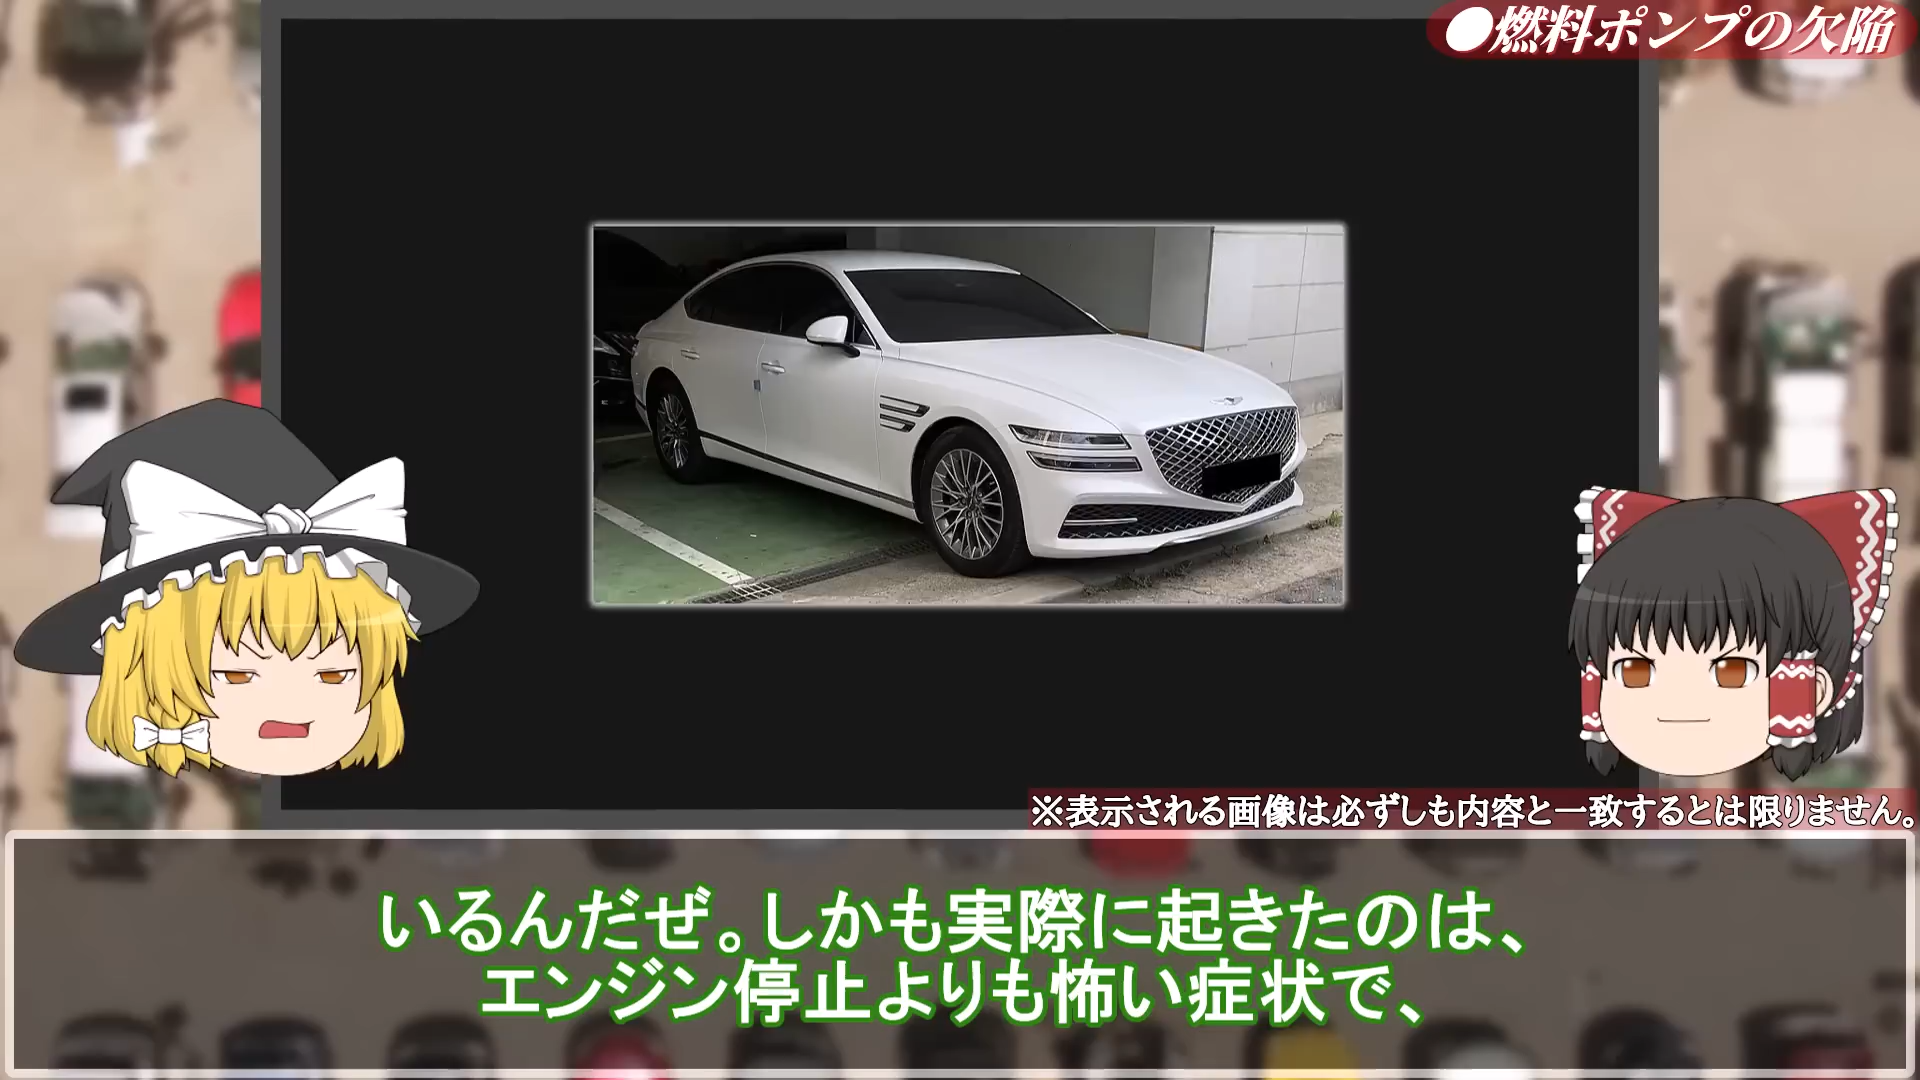 ●燃料ポンプの欠陥
※表示される画像は必ずしも内容と一致するとは限りません。
いるんだぜ。しかも実際に起きたのは、
エンジン停止よりも怖い症状で、